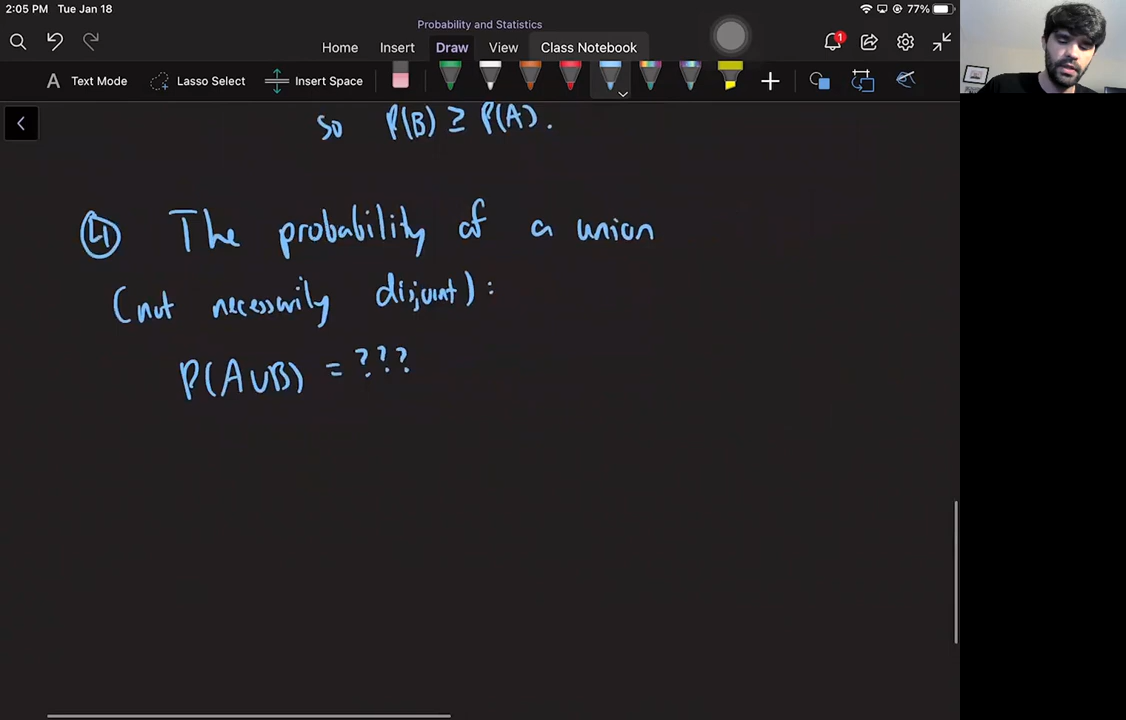 2:05 PM Tue Jan 18
77%
Probability and Statistics
Home Insert Draw View Class Notebook
1
A Text Mode Lasso Select Insert Space
so P(B) ≥ P(A).
④ The probability of a union
(not necessarily disjoint):
P(A∪B) = ???